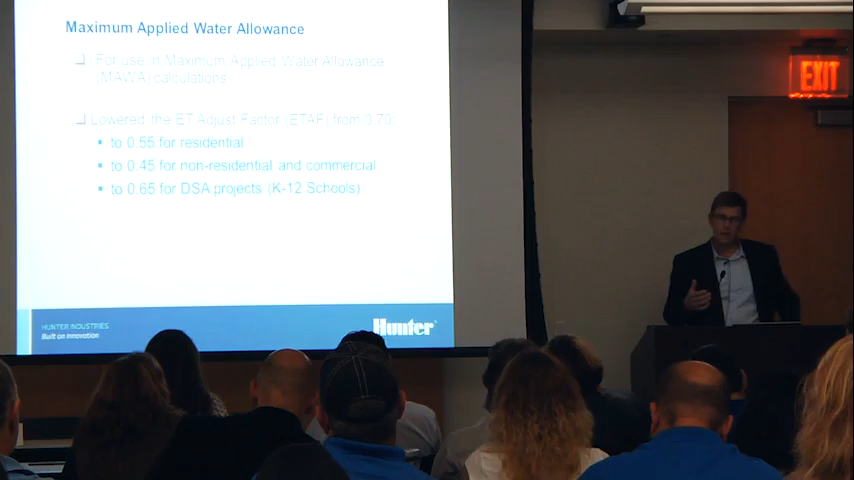 Maximum Applied Water Allowance
For use in Maximum Applied Water Allowance
(MAWA) calculations
Lowered the ET Adjust Factor (ETAF) from 0.70:
to 0.55 for residential
to 0.45 for non-residential and commercial
to 0.65 for DSA projects (K-12 Schools)
HUNTER INDUSTRIES
Built on Innovation
Hunter
EXIT